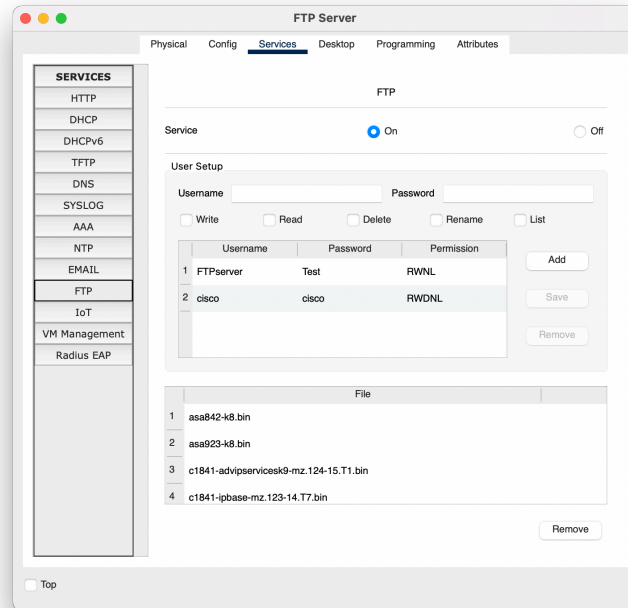 FTP Server
Physical Config Services Desktop Programming Attributes
SERVICES
HTTP
DHCP
DHCPv6
TFTP
DNS
SYSLOG
AAA
NTP
EMAIL
FTP
IoT
VM Management
Radius EAP
FTP
Service On Off
User Setup
Username Password
Write Read Delete Rename List
Username Password Permission
1 FTPserver Test RWNL
2 cisco cisco RWDNL
Add
Save
Remove
File
1 asa842-k8.bin
2 asa923-k8.bin
3 c1841-advipservicesk9-mz.124-15.T1.bin
4 c1841-ipbase-mz.123-14.T7.bin
Remove
Top